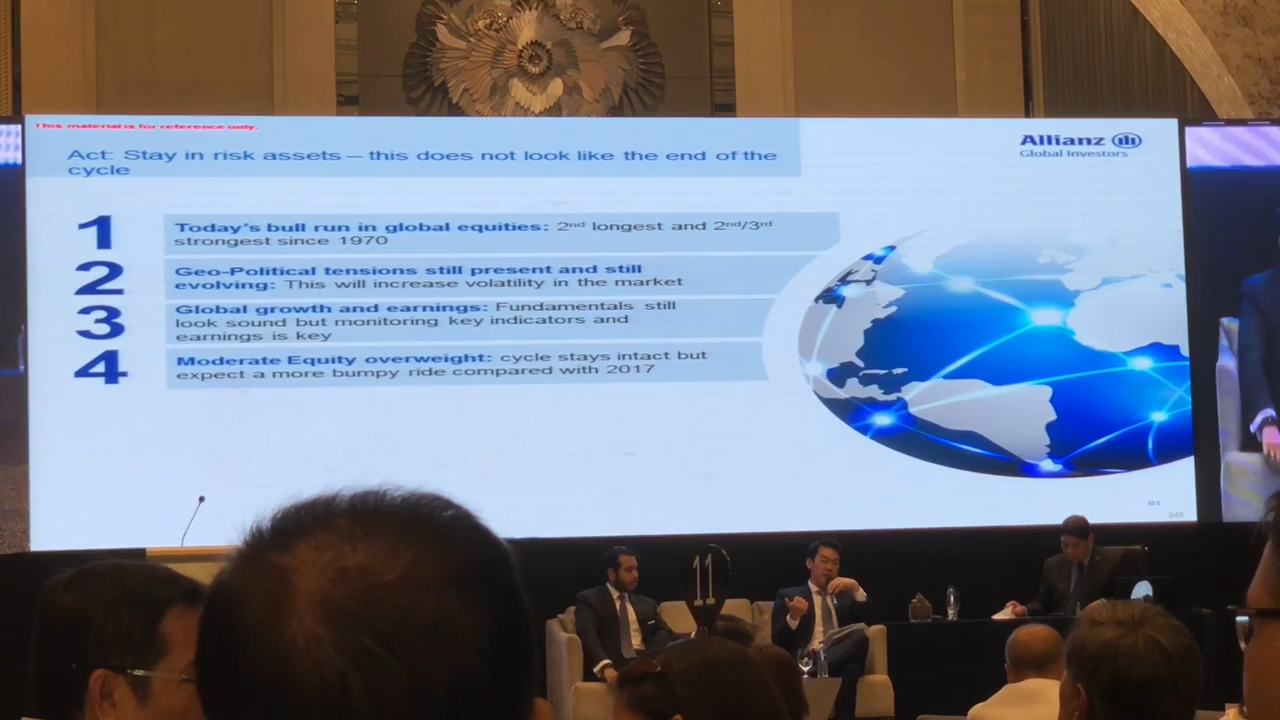 This material is for reference only.
Act: Stay in risk assets – this does not look like the end of the
cycle
Allianz
Global Investors
1
Today's bull run in global equities: 2nd longest and 2nd/3rd
strongest since 1970
2
Geo-Political tensions still present and still
evolving: This will increase volatility in the market
3
Global growth and earnings: Fundamentals still
look sound but monitoring key indicators and
earnings is key
4
Moderate Equity overweight: cycle stays intact but
expect a more bumpy ride compared with 2017
61
11